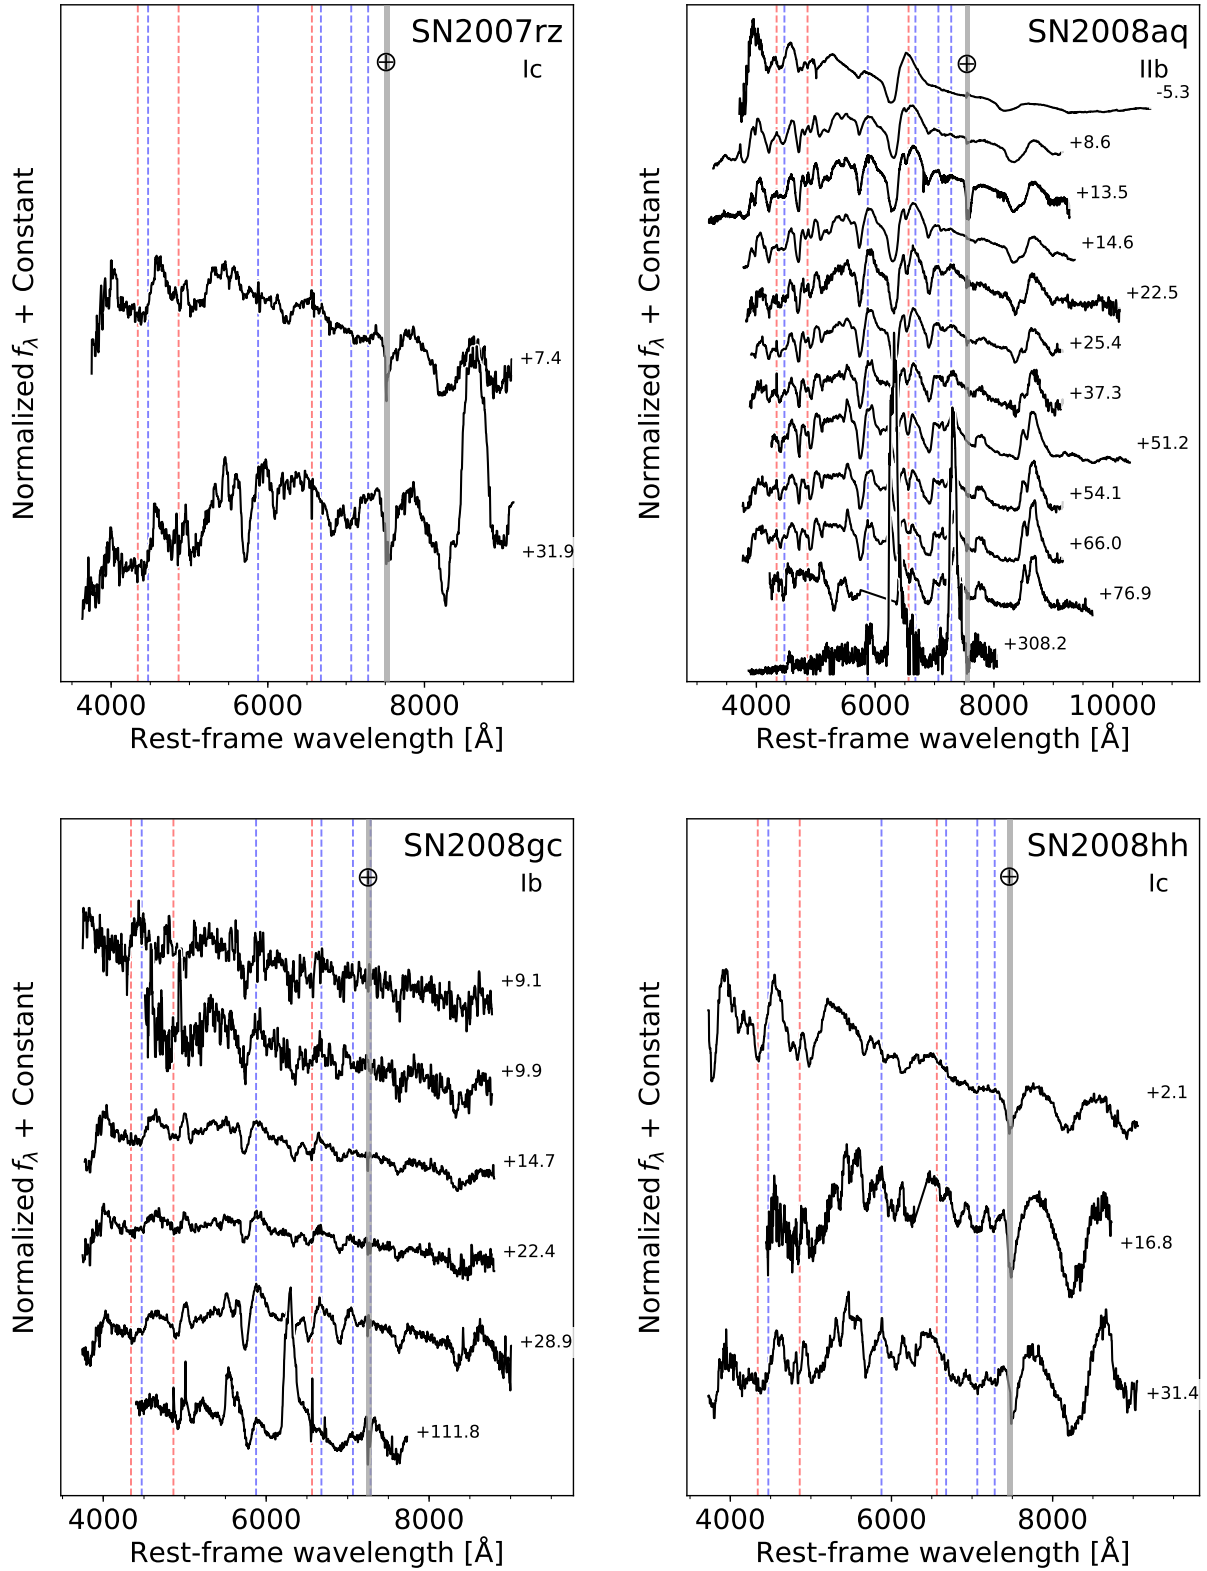 SN2007rz
Ic
+7.4
+31.9
Normalized fλ + Constant
4000 6000 8000
Rest-frame wavelength [Å]
SN2008aq
IIb
-5.3
+8.6
+13.5
+14.6
+22.5
+25.4
+37.3
+51.2
+54.1
+66.0
+76.9
+308.2
Normalized fλ + Constant
4000 6000 8000 10000
Rest-frame wavelength [Å]
SN2008gc
Ib
+9.1
+9.9
+14.7
+22.4
+28.9
+111.8
Normalized fλ + Constant
4000 6000 8000
Rest-frame wavelength [Å]
SN2008hh
Ic
+2.1
+16.8
+31.4
Normalized fλ + Constant
4000 6000 8000
Rest-frame wavelength [Å]